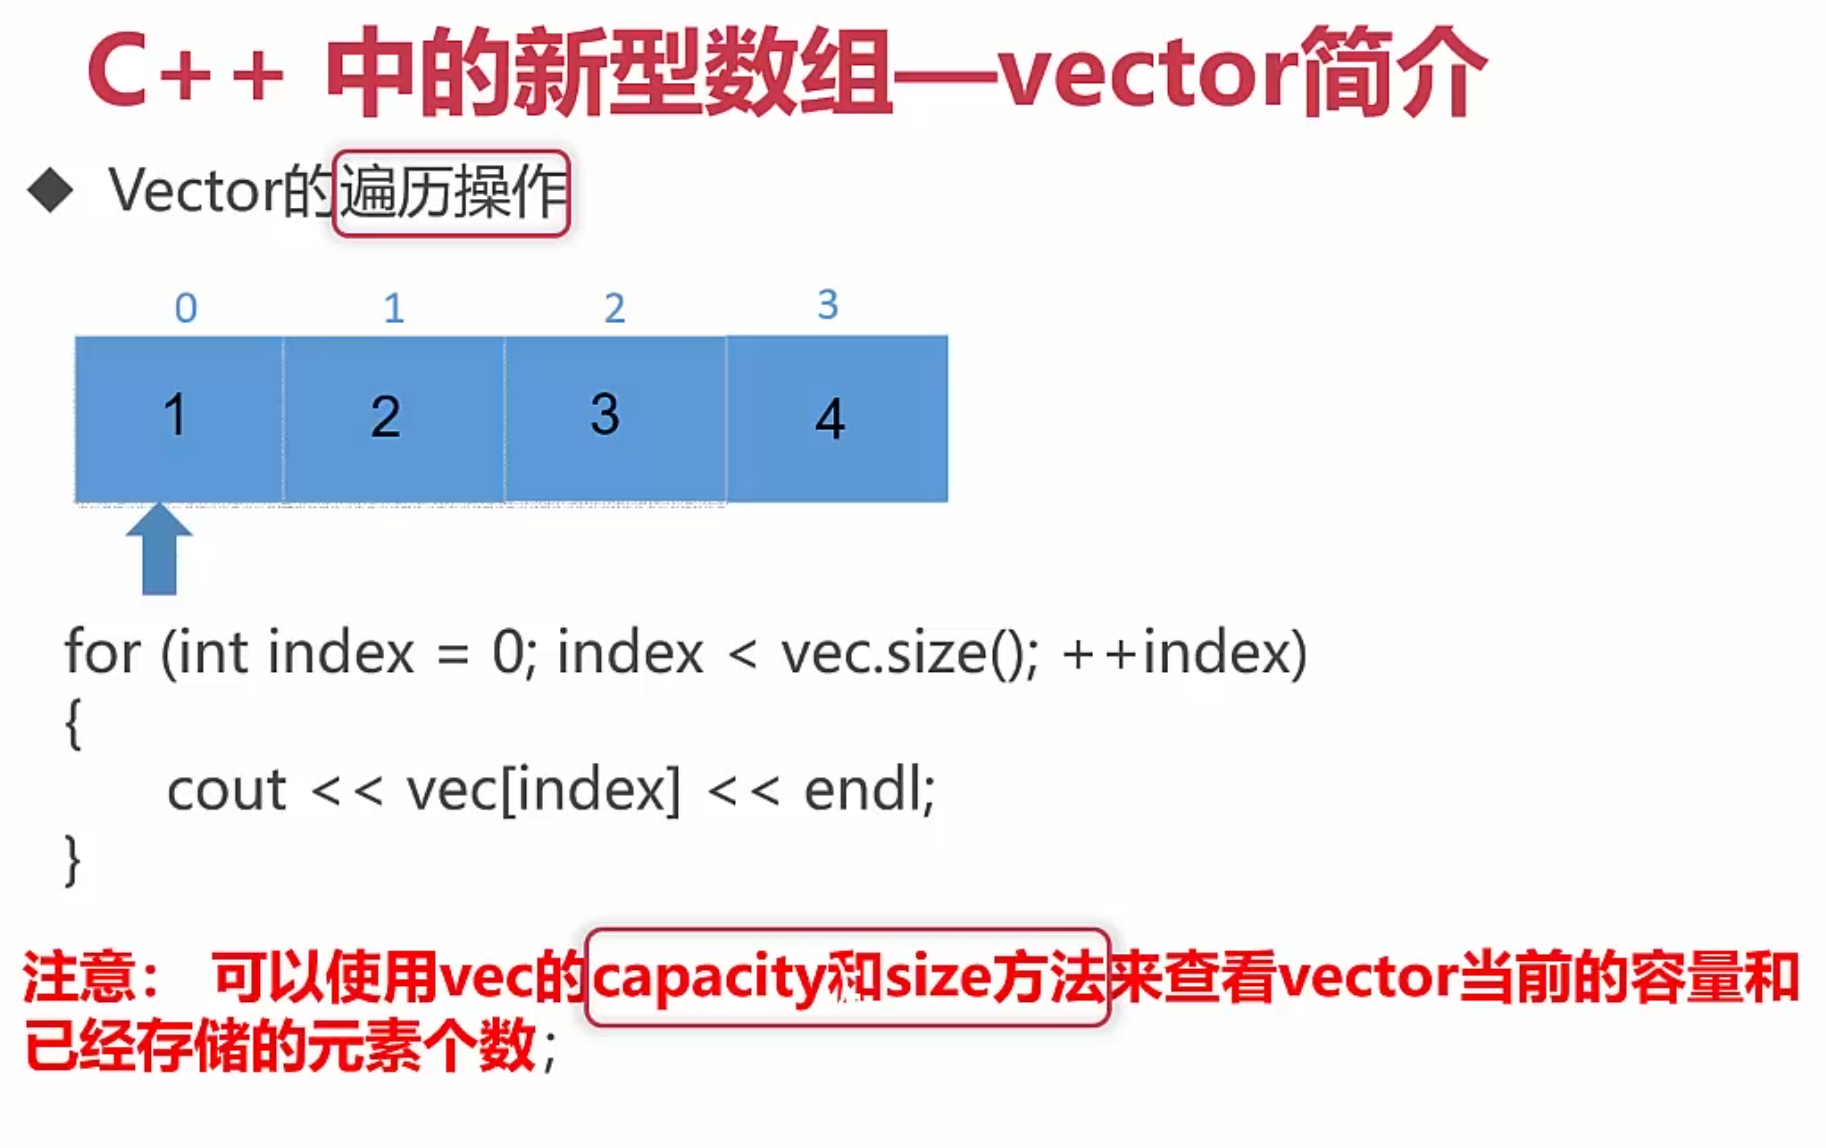 C++ 中的新型数组—vector简介
◆ Vector的遍历操作
0 1 2 3
1 2 3 4
for (int index = 0; index < vec.size(); ++index)
{
cout << vec[index] << endl;
}
注意： 可以使用vec的capacity和size方法来查看vector当前的容量和
已经存储的元素个数；